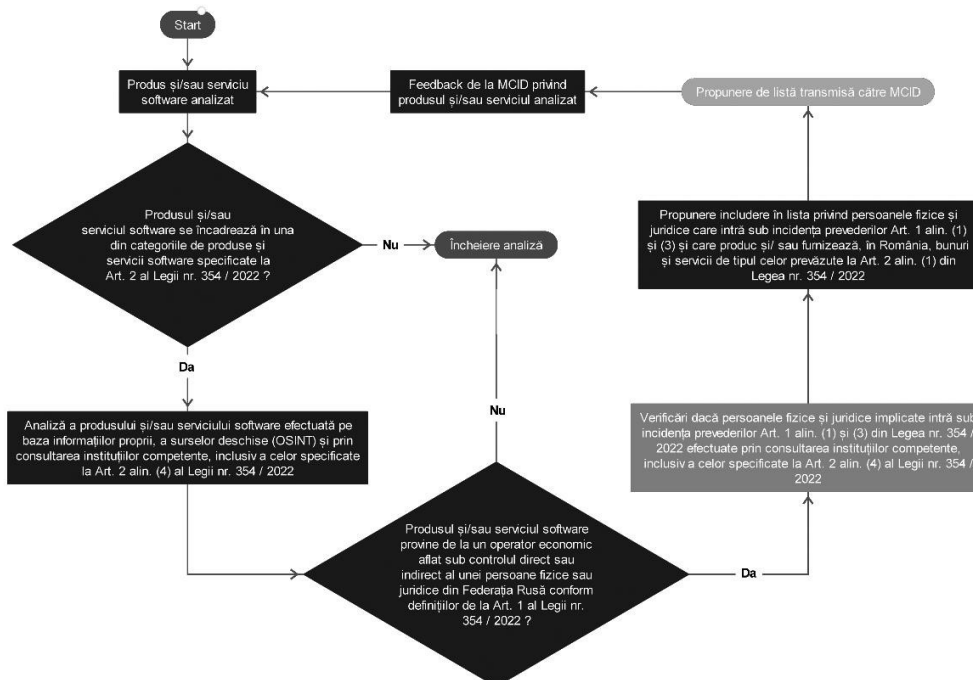 Start
Produs și/sau serviciu
software analizat
Feedback de la MCID privind
produsul și/sau serviciul analizat
Propunere de listă transmisă către MCID
Produsul și/sau
serviciul software se încadrează în una
din categoriile de produse și
servicii software specificate la
Art. 2 al Legii nr. 354 / 2022 ?
Nu
Încheiere analiză
Propunere includere în lista privind persoanele fizice și
juridice care intră sub incidența prevederilor Art. 1 alin. (1)
și (3) și care produc și/ sau furnizează, în România, bunuri
și servicii de tipul celor prevăzute la Art. 2 alin. (1) din
Legea nr. 354 / 2022
Da
Analiză a produsului și/sau serviciului software efectuată pe
baza informațiilor proprii, a surselor deschise (OSINT) și prin
consultarea instituțiilor competente, inclusiv a celor specificate
la Art. 2 alin. (4) al Legii nr. 354 / 2022
Nu
Verificări dacă persoanele fizice și juridice implicate intră sub
incidența prevederilor Art. 1 alin. (1) și (3) din Legea nr. 354 /
2022 efectuate prin consultarea instituțiilor competente,
inclusiv a celor specificate la Art. 2 alin. (4) al Legii nr. 354 /
2022
Produsul și/sau serviciul software
provine de la un operator economic
aflat sub controlul direct sau
indirect al unei persoane fizice sau
juridice din Federația Rusă conform
definițiilor de la Art. 1 al Legii nr.
354 / 2022 ?
Da